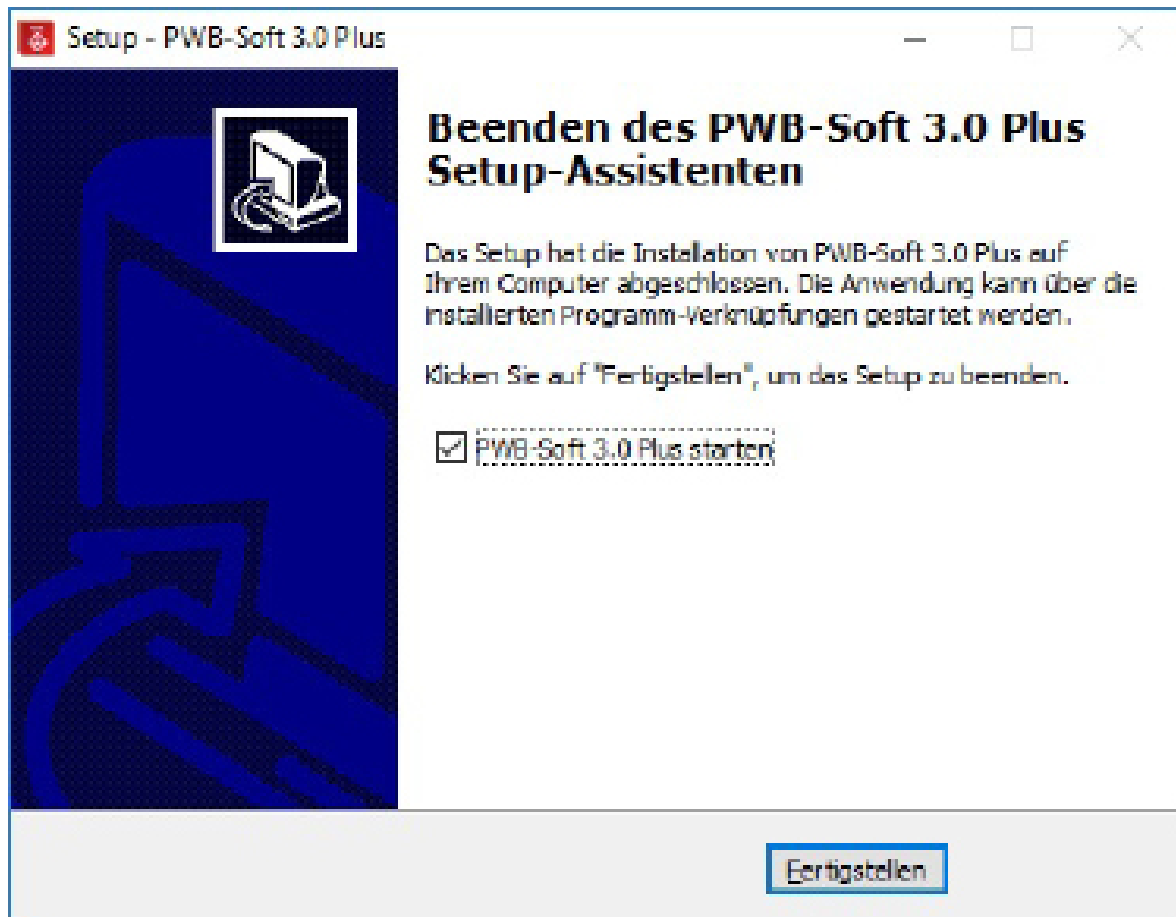 Setup - PWB-Soft 3.0 Plus
Beenden des PWB-Soft 3.0 Plus
Setup-Assistenten
Das Setup hat die Installation von PWB-Soft 3.0 Plus auf
Ihrem Computer abgeschlossen. Die Anwendung kann über die
installierten Programm-Verknüpfungen gestartet werden.
Klicken Sie auf "Fertigstellen", um das Setup zu beenden.
PWB-Soft 3.0 Plus starten
Fertigstellen